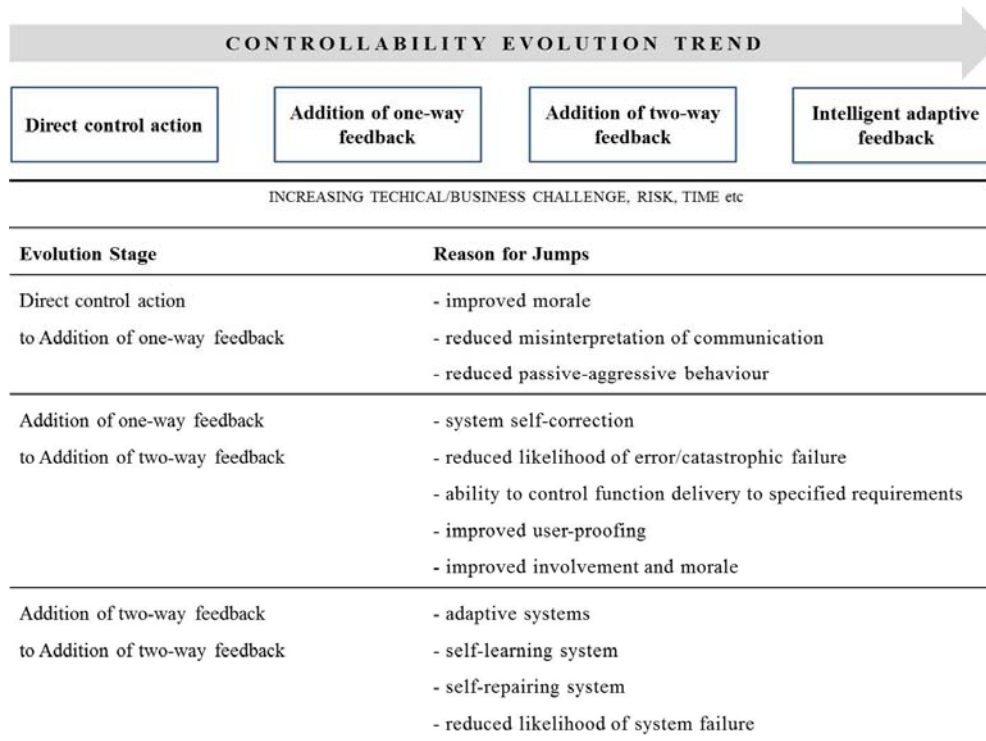 CONTROLLABILITY EVOLUTION TREND
Direct control action
Addition of one-way
feedback
Addition of two-way
feedback
Intelligent adaptive
feedback
INCREASING TECHICAL/BUSINESS CHALLENGE, RISK, TIME etc
Evolution Stage Reason for Jumps
Direct control action - improved morale
to Addition of one-way feedback - reduced misinterpretation of communication
- reduced passive-aggressive behaviour
Addition of one-way feedback - system self-correction
to Addition of two-way feedback - reduced likelihood of error/catastrophic failure
- ability to control function delivery to specified requirements
- improved user-proofing
- improved involvement and morale
Addition of two-way feedback - adaptive systems
to Addition of two-way feedback - self-learning system
- self-repairing system
- reduced likelihood of system failure